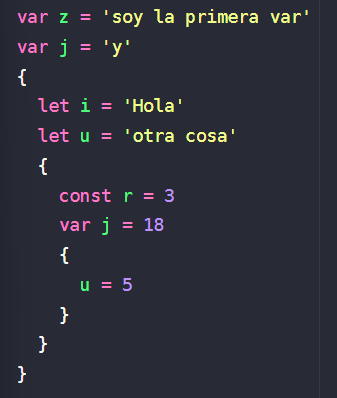 var z = 'soy la primera var'
var j = 'y'
{
  let i = 'Hola'
  let u = 'otra cosa'
  {
    const r = 3
    var j = 18
    {
      u = 5
    }
  }
}